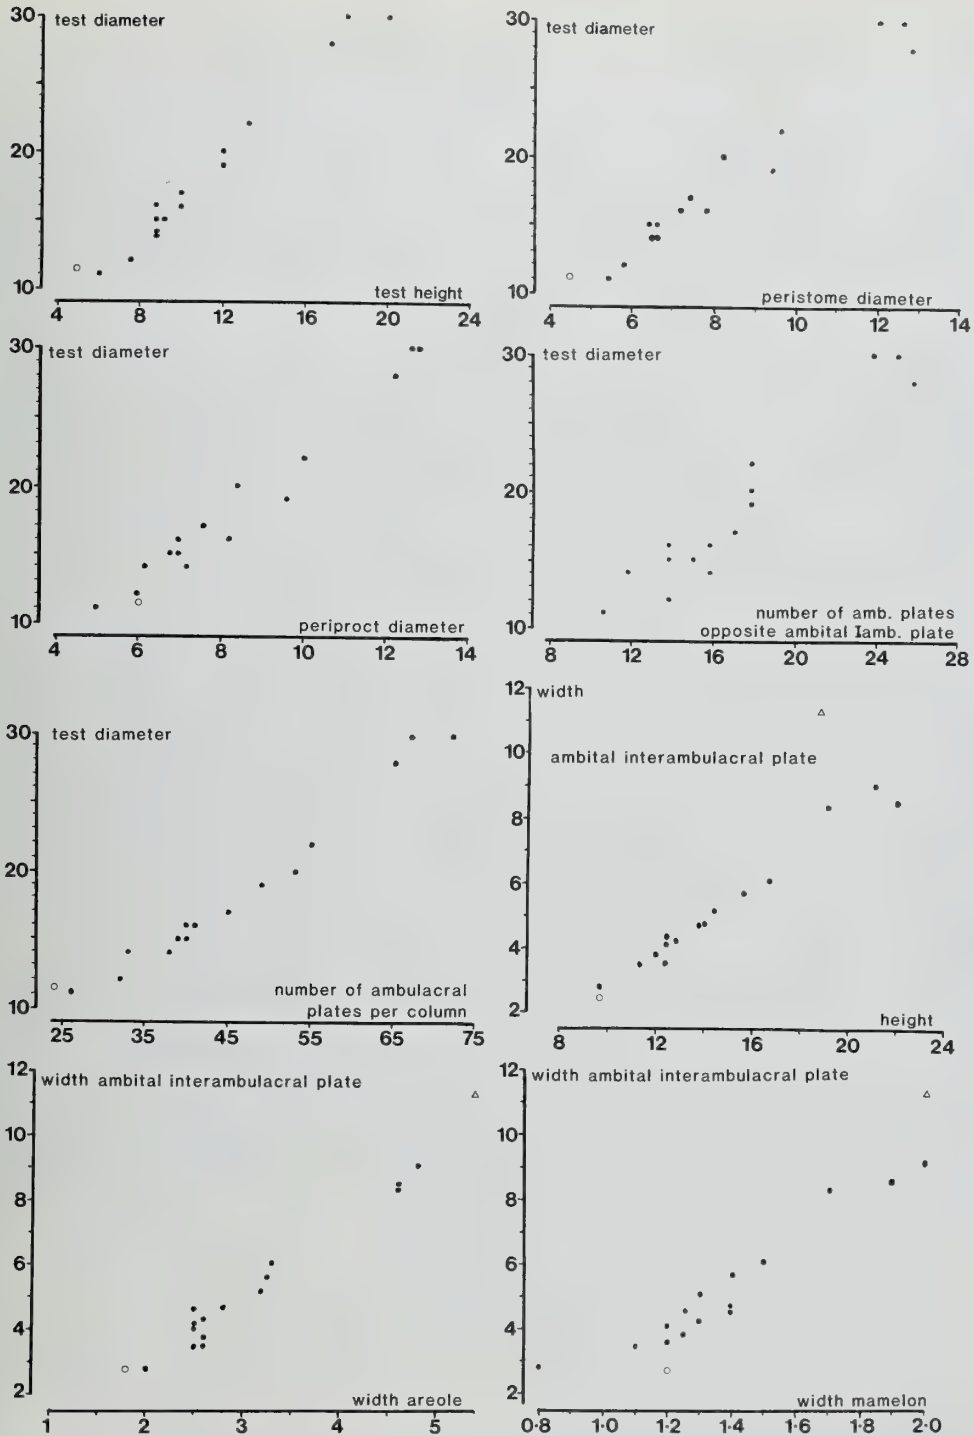 30
test diameter
20
10
test height
4 8 12 16 20 24
30
test diameter
20
10
peristome diameter
4 6 8 10 12 14
30
test diameter
20
10
periproct diameter
4 6 8 10 12 14
30
test diameter
20
10
number of amb. plates
opposite ambital Iamb. plate
8 12 16 20 24 28
30
test diameter
20
10
number of ambulacral
plates per column
25 35 45 55 65 75
12
width
10
ambital interambulacral plate
8
6
4
2
height
8 12 16 20 24
12
width ambital interambulacral plate
10
8
6
4
2
width areole
1 2 3 4 5
12
width ambital interambulacral plate
10
8
6
4
2
width mamelon
0·8 1·0 1·2 1·4 1·6 1·8 2·0